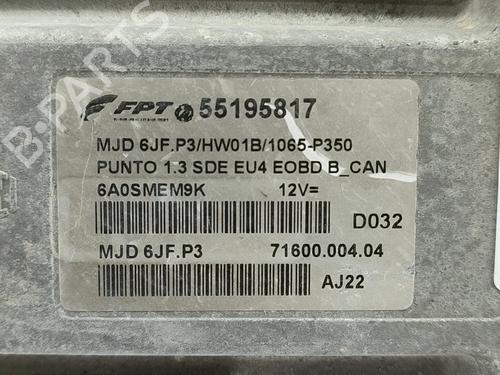 FPT 55195817
MJD 6JF.P3/HW01B/1065-P350
PUNTO 1.3 SDE EU4 EOBD B_CAN
6A0SMEM9K 12V=
D032
MJD 6JF.P3 71600.004.04
AJ22
B-PARTS